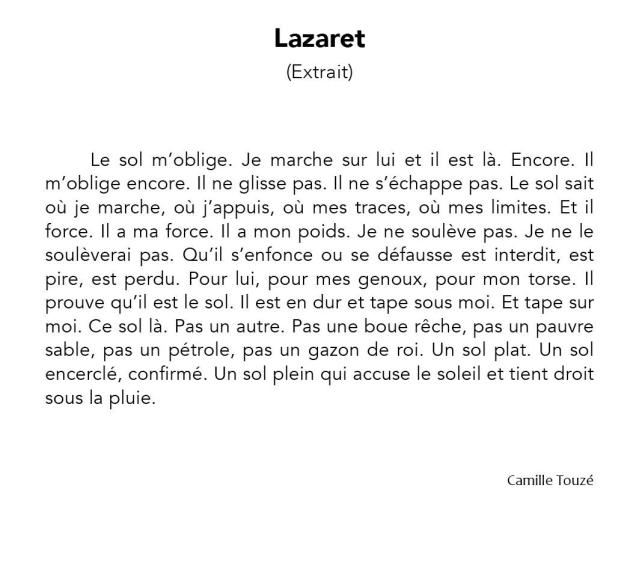 Lazaret
(Extrait)
Le sol m’oblige. Je marche sur lui et il est là. Encore. Il
m’oblige encore. Il ne glisse pas. Il ne s’échappe pas. Le sol sait
où je marche, où j’appuis, où mes traces, où mes limites. Et il
force. Il a ma force. Il a mon poids. Je ne soulève pas. Je ne le
soulèverai pas. Qu’il s’enfonce ou se défausse est interdit, est
pire, est perdu. Pour lui, pour mes genoux, pour mon torse. Il
prouve qu’il est le sol. Il est en dur et tape sous moi. Et tape sur
moi. Ce sol là. Pas un autre. Pas une boue rêche, pas un pauvre
sable, pas un pétrole, pas un gazon de roi. Un sol plat. Un sol
encerclé, confirmé. Un sol plein qui accuse le soleil et tient droit
sous la pluie.
Camille Touzé